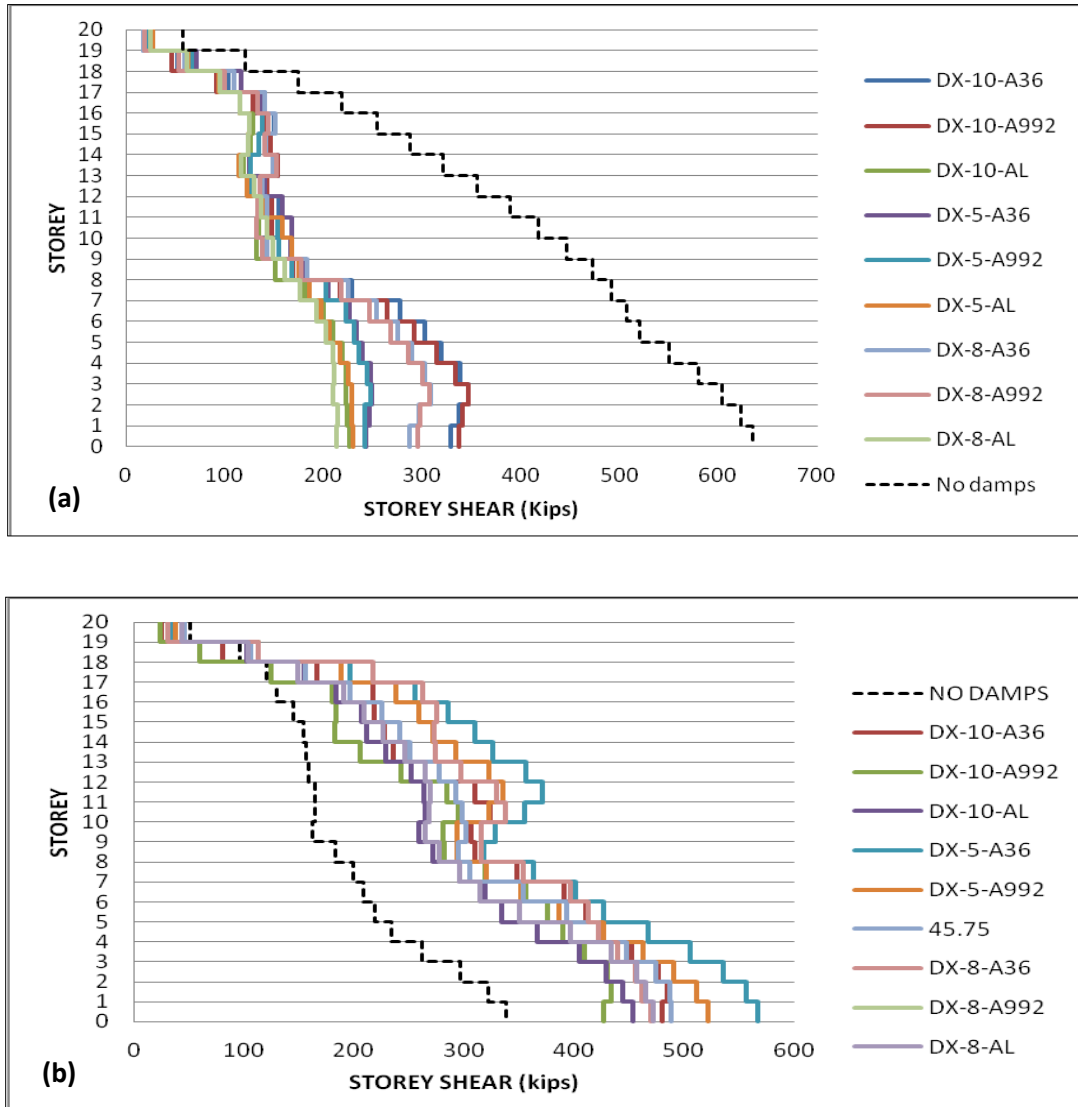 20
19
18
17
16
15
14
13
12
11
10
9
8
7
6
5
4
3
2
1
0
STOREY
0 100 200 300 400 500 600 700
STOREY SHEAR (Kips)
(a)
DX-10-A36
DX-10-A992
DX-10-AL
DX-5-A36
DX-5-A992
DX-5-AL
DX-8-A36
DX-8-A992
DX-8-AL
No damps
20
19
18
17
16
15
14
13
12
11
10
9
8
7
6
5
4
3
2
1
0
STOREY
0 100 200 300 400 500 600
STOREY SHEAR (kips)
(b)
NO DAMPS
DX-10-A36
DX-10-A992
DX-10-AL
DX-5-A36
DX-5-A992
45.75
DX-8-A36
DX-8-A992
DX-8-AL